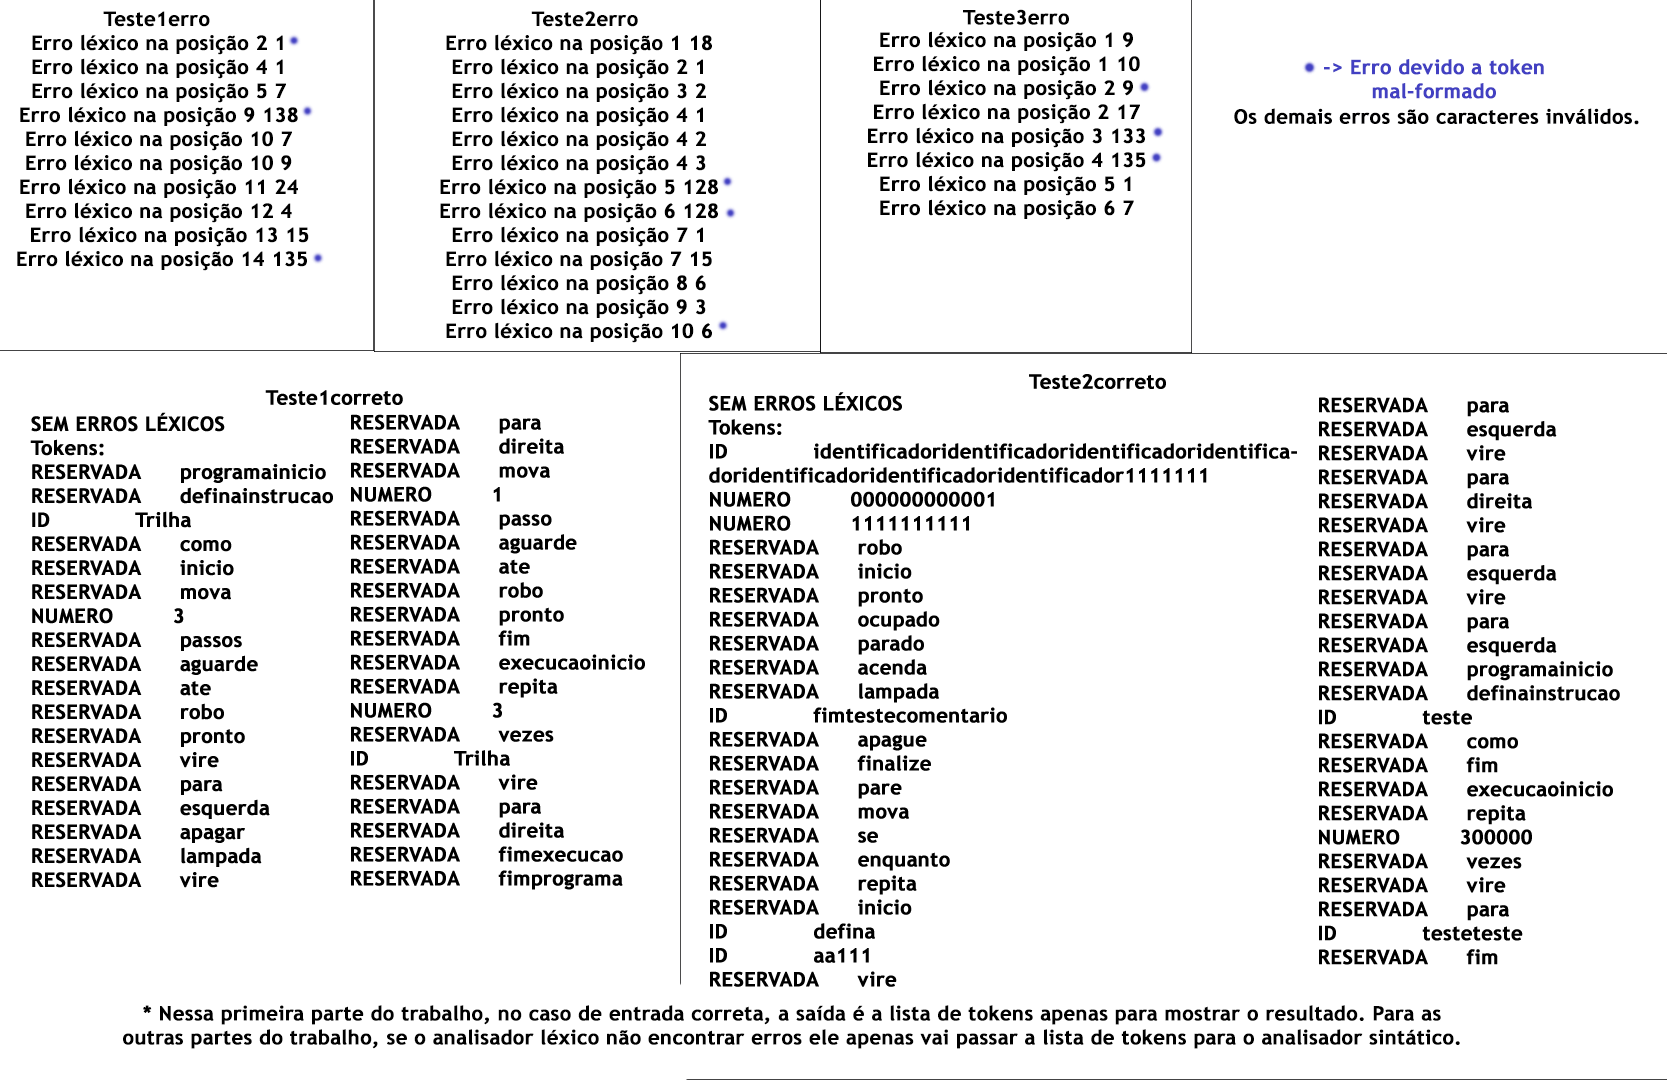 Teste1erro
Erro léxico na posição 2 1
Erro léxico na posição 4 1
Erro léxico na posição 5 7
Erro léxico na posição 9 138
Erro léxico na posição 10 7
Erro léxico na posição 10 9
Erro léxico na posição 11 24
Erro léxico na posição 12 4
Erro léxico na posição 13 15
Erro léxico na posição 14 135
Teste2erro
Erro léxico na posição 1 18
Erro léxico na posição 2 1
Erro léxico na posição 3 2
Erro léxico na posição 4 1
Erro léxico na posição 4 2
Erro léxico na posição 4 3
Erro léxico na posição 5 128
Erro léxico na posição 6 128
Erro léxico na posição 7 1
Erro léxico na posição 7 15
Erro léxico na posição 8 6
Erro léxico na posição 9 3
Erro léxico na posição 10 6
Teste3erro
Erro léxico na posição 1 9
Erro léxico na posição 1 10
Erro léxico na posição 2 9
Erro léxico na posição 2 17
Erro léxico na posição 3 133
Erro léxico na posição 4 135
Erro léxico na posição 5 1
Erro léxico na posição 6 7
-> Erro devido a token
mal-formado
Os demais erros são caracteres inválidos.
Teste1correto
SEM ERROS LÉXICOS
Tokens:
RESERVADA programainicio
RESERVADA definainstrucao
ID Trilha
RESERVADA como
RESERVADA inicio
RESERVADA mova
NUMERO 3
RESERVADA passos
RESERVADA aguarde
RESERVADA ate
RESERVADA robo
RESERVADA pronto
RESERVADA vire
RESERVADA para
RESERVADA esquerda
RESERVADA apagar
RESERVADA lampada
RESERVADA vire
RESERVADA para
RESERVADA direita
RESERVADA mova
NUMERO 1
RESERVADA passo
RESERVADA aguarde
RESERVADA ate
RESERVADA robo
RESERVADA pronto
RESERVADA fim
RESERVADA execucaoinicio
RESERVADA repita
NUMERO 3
RESERVADA vezes
ID Trilha
RESERVADA vire
RESERVADA para
RESERVADA direita
RESERVADA fimexecucao
RESERVADA fimprograma
Teste2correto
SEM ERROS LÉXICOS
Tokens:
ID identificadoridentificadoridentificadoridentifica-
doridentificadoridentificadoridentificador1111111
NUMERO 000000000001
NUMERO 1111111111
RESERVADA robo
RESERVADA inicio
RESERVADA pronto
RESERVADA ocupado
RESERVADA parado
RESERVADA acenda
RESERVADA lampada
ID fimtestecomentario
RESERVADA apague
RESERVADA finalize
RESERVADA pare
RESERVADA mova
RESERVADA se
RESERVADA enquanto
RESERVADA repita
RESERVADA inicio
ID defina
ID aa111
RESERVADA vire
RESERVADA para
RESERVADA esquerda
RESERVADA vire
RESERVADA para
RESERVADA direita
RESERVADA vire
RESERVADA para
RESERVADA esquerda
RESERVADA vire
RESERVADA para
RESERVADA esquerda
RESERVADA programainicio
RESERVADA definainstrucao
ID teste
RESERVADA como
RESERVADA fim
RESERVADA execucaoinicio
RESERVADA repita
NUMERO 300000
RESERVADA vezes
RESERVADA vire
RESERVADA para
ID testeteste
RESERVADA fim
* Nessa primeira parte do trabalho, no caso de entrada correta, a saída é a lista de tokens apenas para mostrar o resultado. Para as
outras partes do trabalho, se o analisador léxico não encontrar erros ele apenas vai passar a lista de tokens para o analisador sintático.